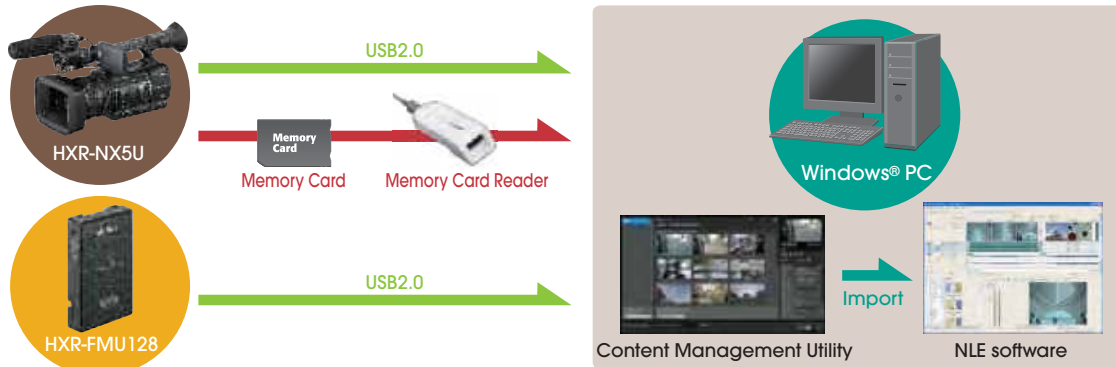 USB2.0
HXR-NX5U
Memory
Card
Memory Card
Memory Card Reader
Windows® PC
USB2.0
HXR-FMU128
Import
Content Management Utility
NLE software